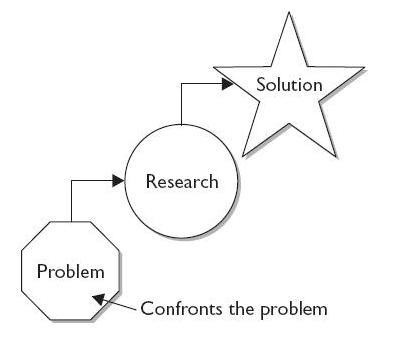 Solution
Research
Problem
Confronts the problem